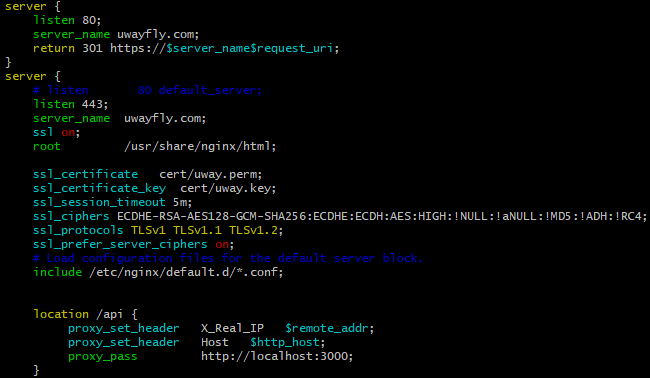 server {
    listen 80;
    server_name uwayfly.com;
    return 301 https://$server_name$request_uri;
}
server {
    # listen       80 default_server;
    listen 443;
    server_name  uwayfly.com;
    ssl on;
    root         /usr/share/nginx/html;

    ssl_certificate   cert/uway.perm;
    ssl_certificate_key  cert/uway.key;
    ssl_session_timeout 5m;
    ssl_ciphers ECDHE-RSA-AES128-GCM-SHA256:ECDHE:ECDH:AES:HIGH:!NULL:!aNULL:!MD5:!ADH:!RC4;
    ssl_protocols TLSv1 TLSv1.1 TLSv1.2;
    ssl_prefer_server_ciphers on;
    # Load configuration files for the default server block.
    include /etc/nginx/default.d/*.conf;


    location /api {
         proxy_set_header   X_Real_IP   $remote_addr;
         proxy_set_header   Host   $http_host;
         proxy_pass         http://localhost:3000;
    }